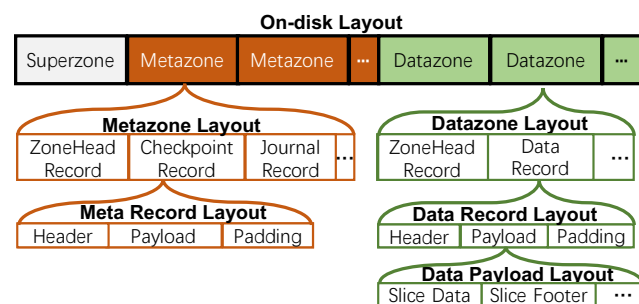 On-disk Layout
Superzone Metazone Metazone ... Datazone Datazone ...
Metazone Layout
ZoneHead Record Checkpoint Record Journal Record ...
Meta Record Layout
Header Payload Padding
Datazone Layout
ZoneHead Record Data Record ...
Data Record Layout
Header Payload Padding
Data Payload Layout
Slice Data Slice Footer ...